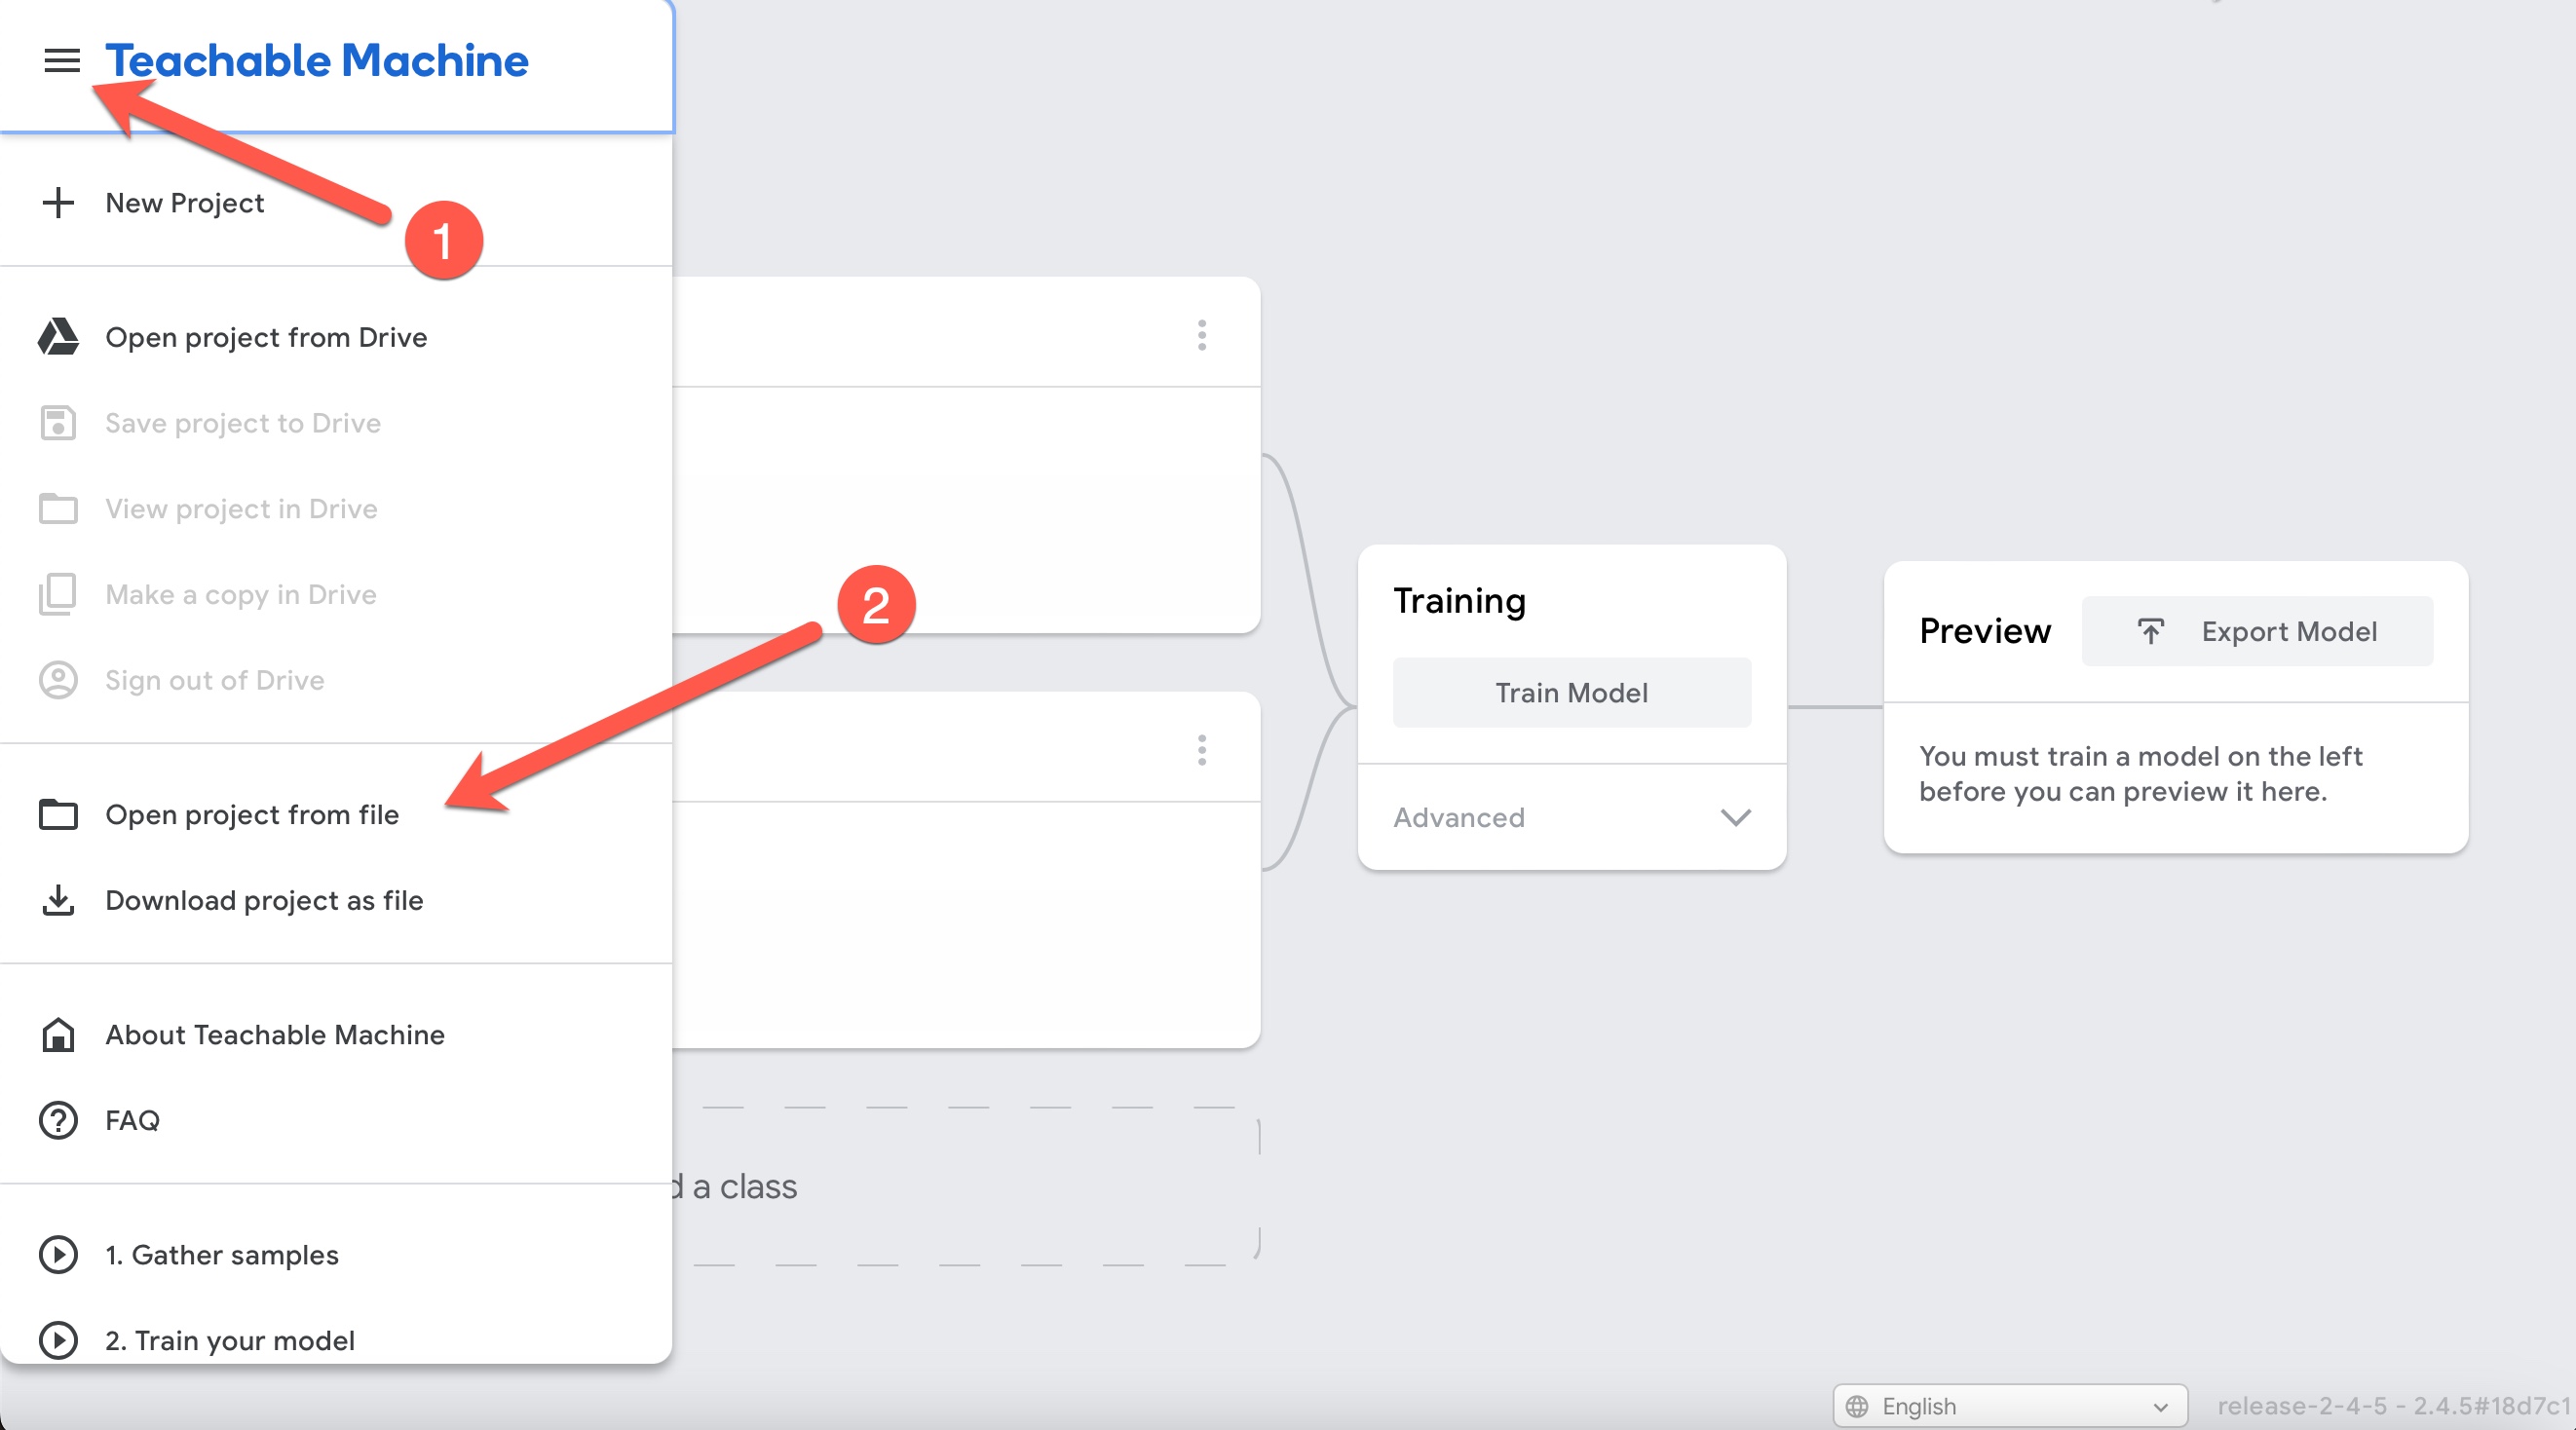 Teachable Machine
1
New Project
Open project from Drive
Save project to Drive
View project in Drive
Make a copy in Drive
Sign out of Drive
2
Open project from file
Download project as file
About Teachable Machine
FAQ
1. Gather samples
2. Train your model
a class
Training
Train Model
Advanced
Preview
Export Model
You must train a model on the left
before you can preview it here.
English
release-2-4-5 - 2.4.5#18d7c1